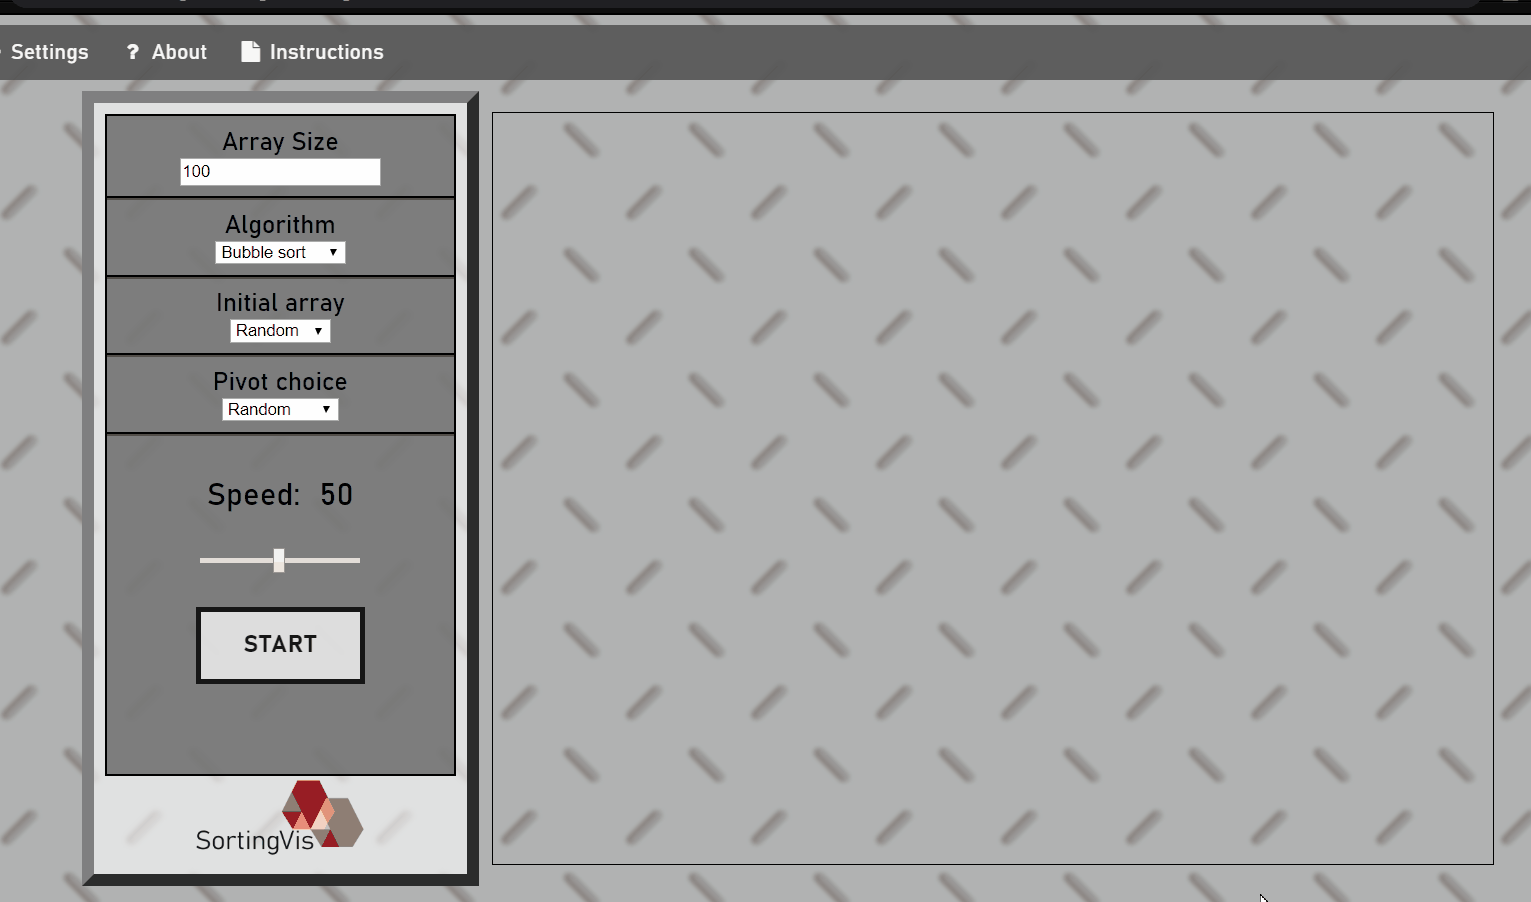 Settings ? About Instructions
Array Size
100
Algorithm
Bubble sort
Initial array
Random
Pivot choice
Random
Speed: 50
START
SortingVis